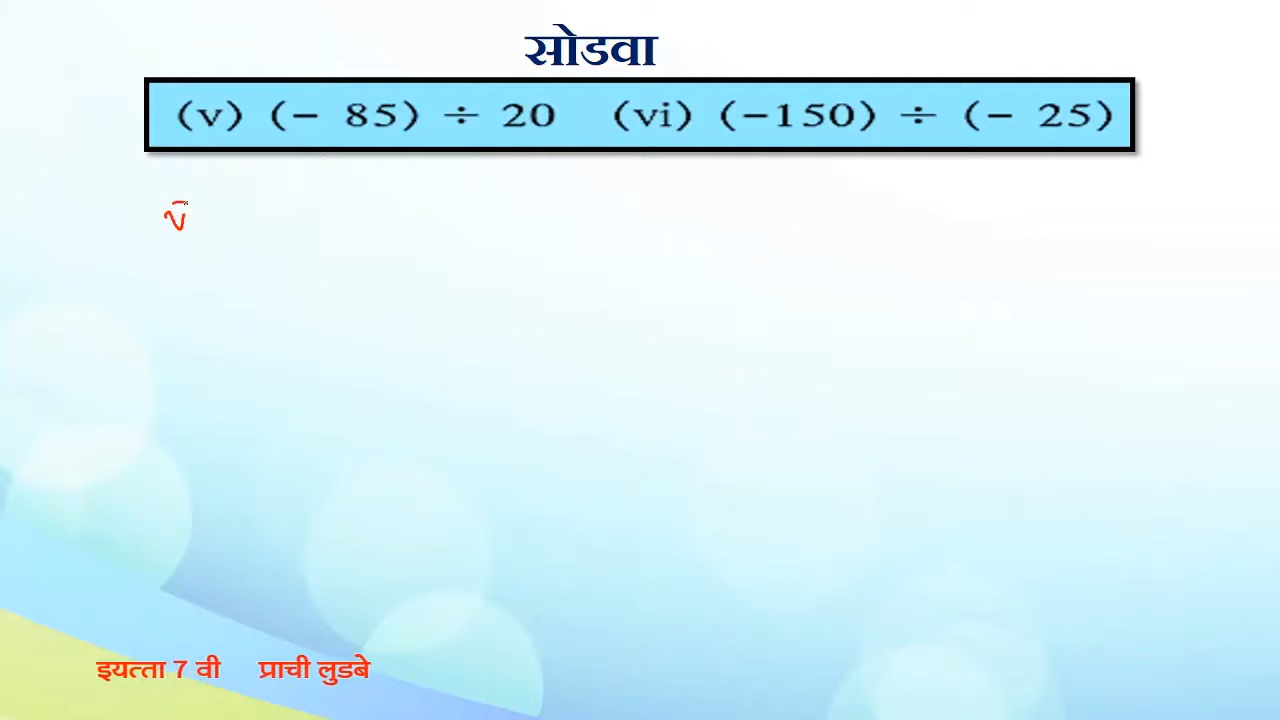 सोडवा
(v) (− 85) ÷ 20 (vi) (−150) ÷ (− 25)
v
इयत्ता 7 वी प्राची लुडबे